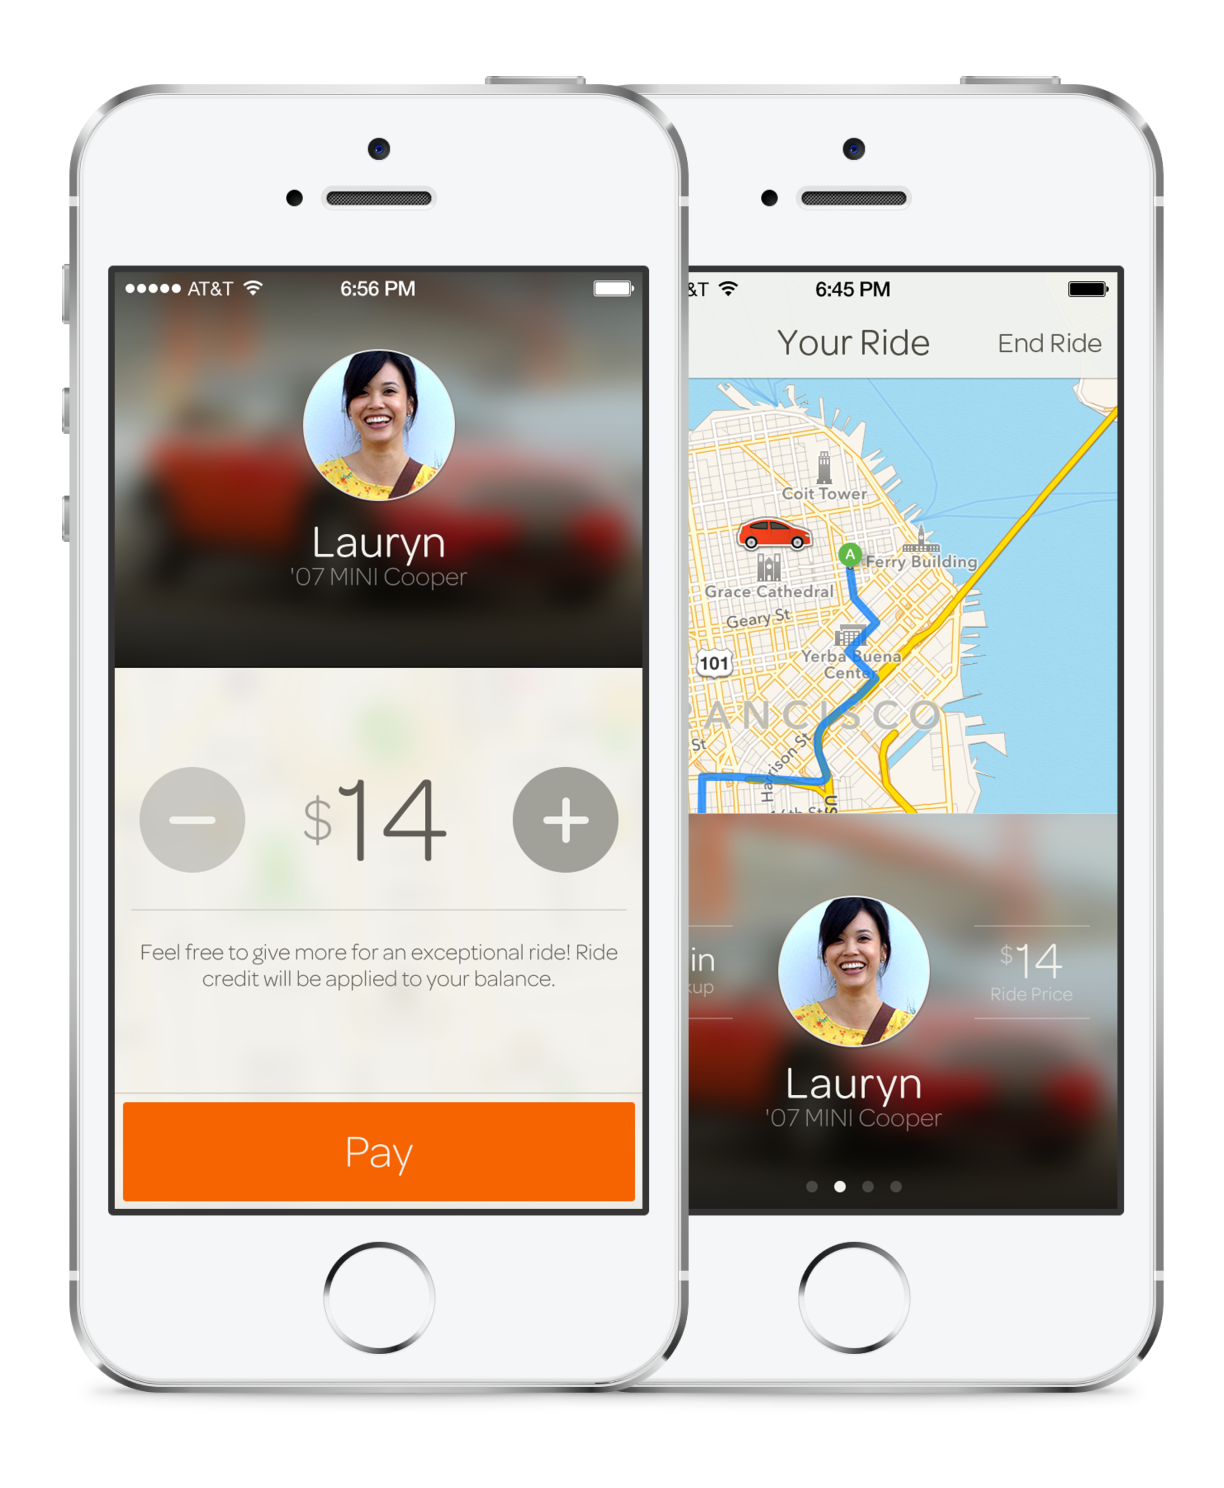 AT&T 6:56 PM
Lauryn
'07 MINI Cooper
$14
Feel free to give more for an exceptional ride! Ride
credit will be applied to your balance.
Pay
&T 6:45 PM
Your Ride End Ride
Coit Tower
A
Ferry Building
Grace Cathedral
Geary St
101
Yerba Buena
Center
ANCISCO
St
Harrison St
US
in
kup
$14
Ride Price
Lauryn
'07 MINI Cooper